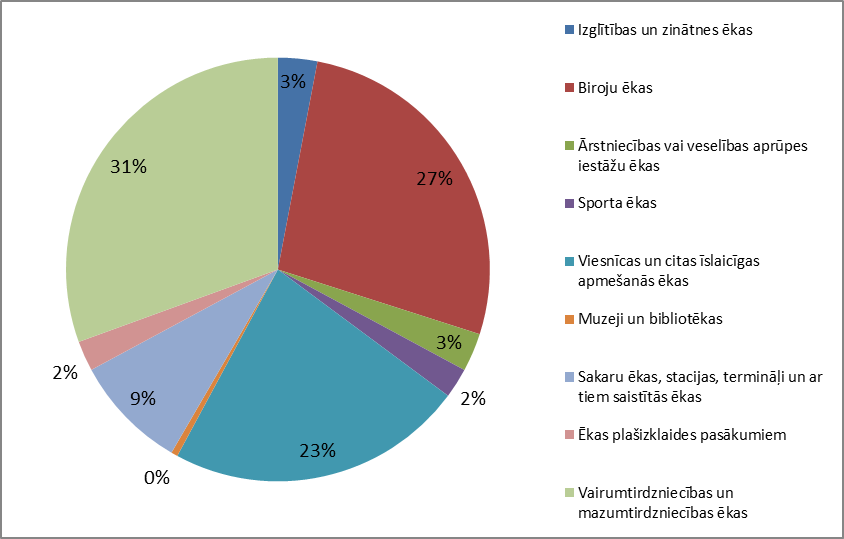 3%
27%
3%
2%
23%
0%
9%
2%
31%
Izglītības un zinātnes ēkas
Biroju ēkas
Ārstniecības vai veselības aprūpes
iestāžu ēkas
Sporta ēkas
Viesnīcas un citas īslaicīgas
apmešanās ēkas
Muzeji un bibliotēkas
Sakaru ēkas, stacijas, termināļi un ar
tiem saistītās ēkas
Ēkas plašizklaides pasākumiem
Vairumtirdzniecības un
mazumtirdzniecības ēkas